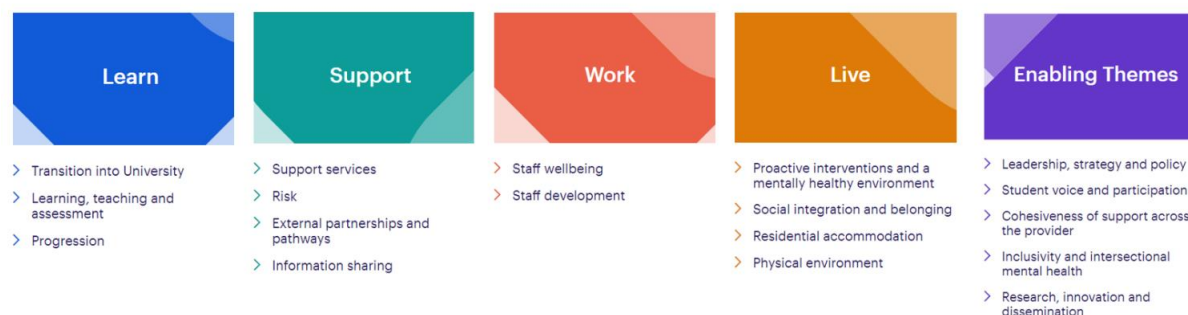 Learn
Transition into University
Learning, teaching and
assessment
Progression
Support
Support services
Risk
External partnerships and
pathways
Information sharing
Work
Staff wellbeing
Staff development
Live
Proactive interventions and a
mentally healthy environment
Social integration and belonging
Residential accommodation
Physical environment
Enabling Themes
Leadership, strategy and policy
Student voice and participation
Cohesiveness of support across
the provider
Inclusivity and intersectional
mental health
Research, innovation and
dissemination